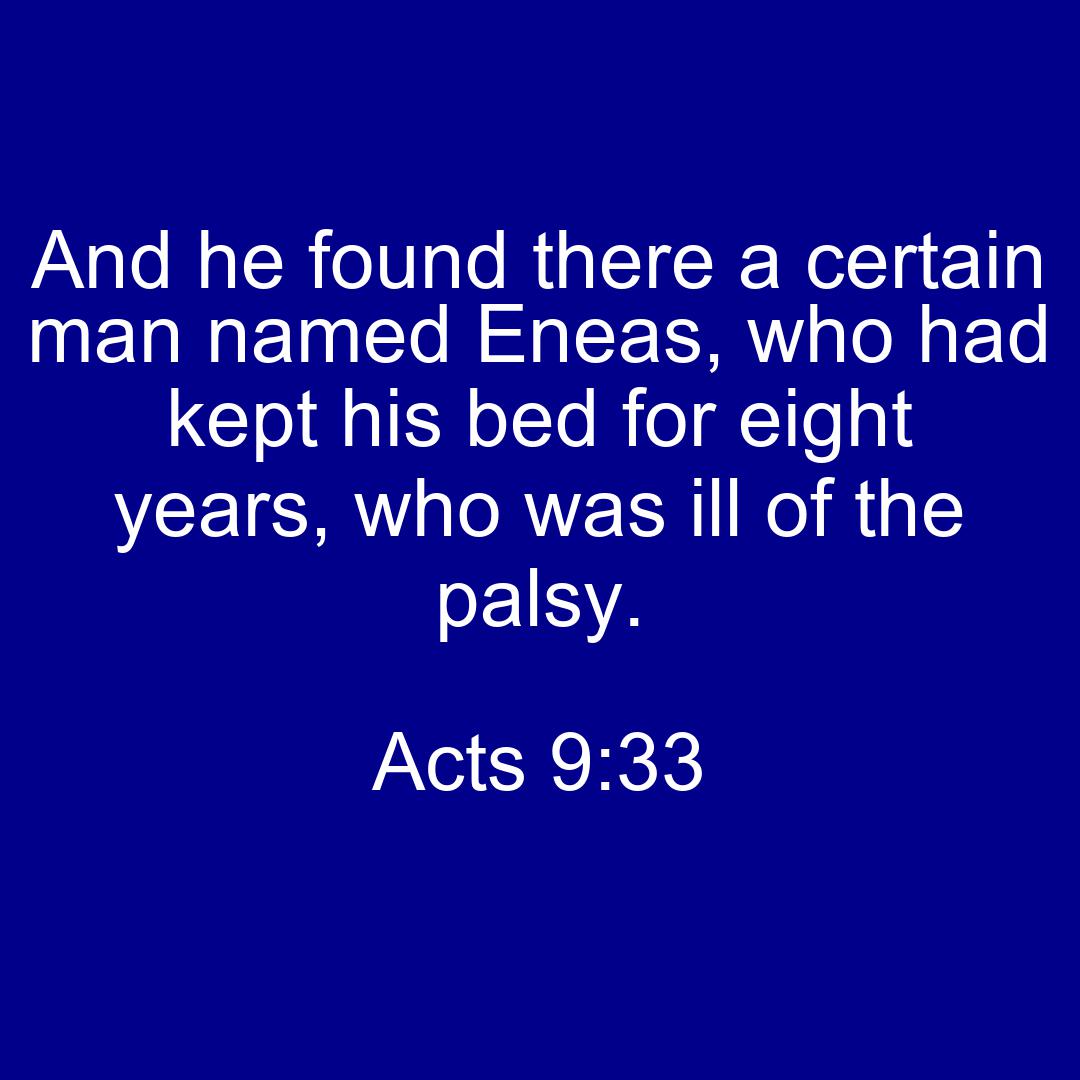 And he found there a certain
man named Eneas, who had
kept his bed for eight
years, who was ill of the
palsy.
Acts 9:33